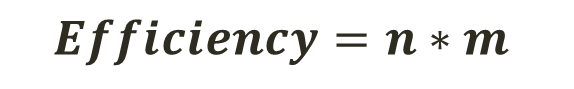 Efficiency = n * m